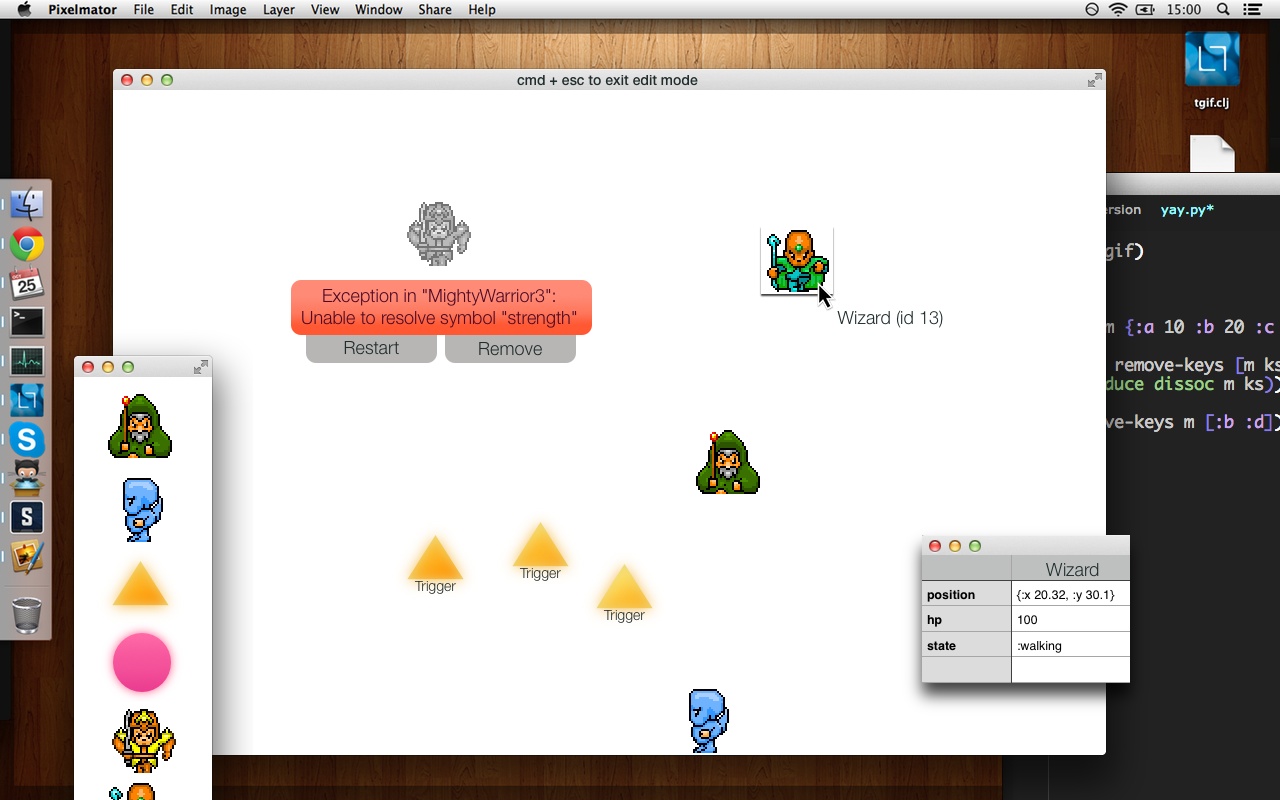 Pixelmator File Edit Image Layer View Window Share Help 15:00
tgif.clj
cmd + esc to exit edit mode
ersion yay.py*
gif)
OCT
25
Exception in "MightyWarrior3":
Unable to resolve symbol "strength"
Restart Remove
Wizard (id 13)
m {:a 10 :b 20 :c
remove-keys [m ks
duce dissoc m ks)
ve-keys m [:b :d])
Trigger
Trigger
Trigger
Wizard
position {:x 20.32, :y 30.1}
hp 100
state :walking